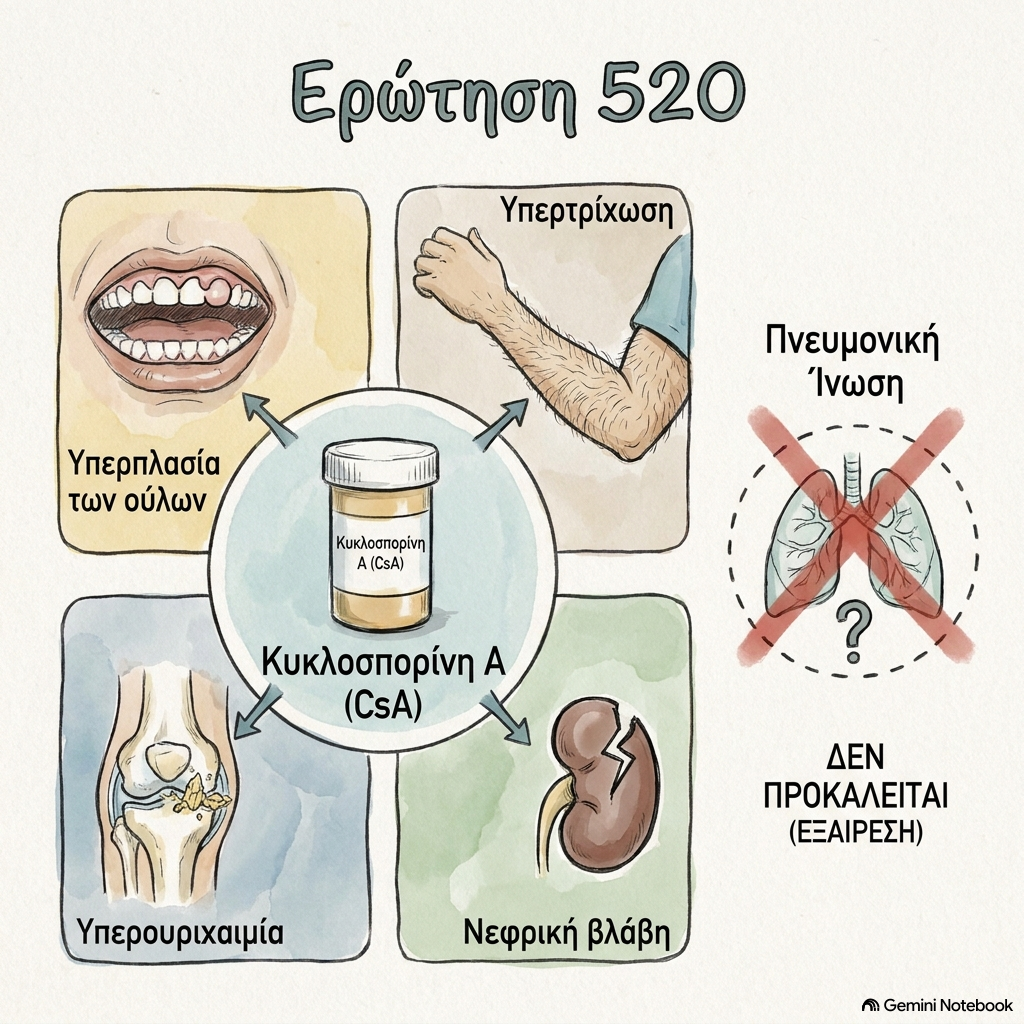 Ερώτηση 520
Υπερπλασία
των ούλων
Υπερτρίχωση
Κυκλοσπορίνη
A (CsA)
Κυκλοσπορίνη A
(CsA)
Υπερουριχαιμία
Νεφρική βλάβη
Πνευμονική
Ίνωση
?
ΔΕΝ
ΠΡΟΚΑΛΕΙΤΑΙ
(ΕΞΑΙΡΕΣΗ)
Gemini Notebook